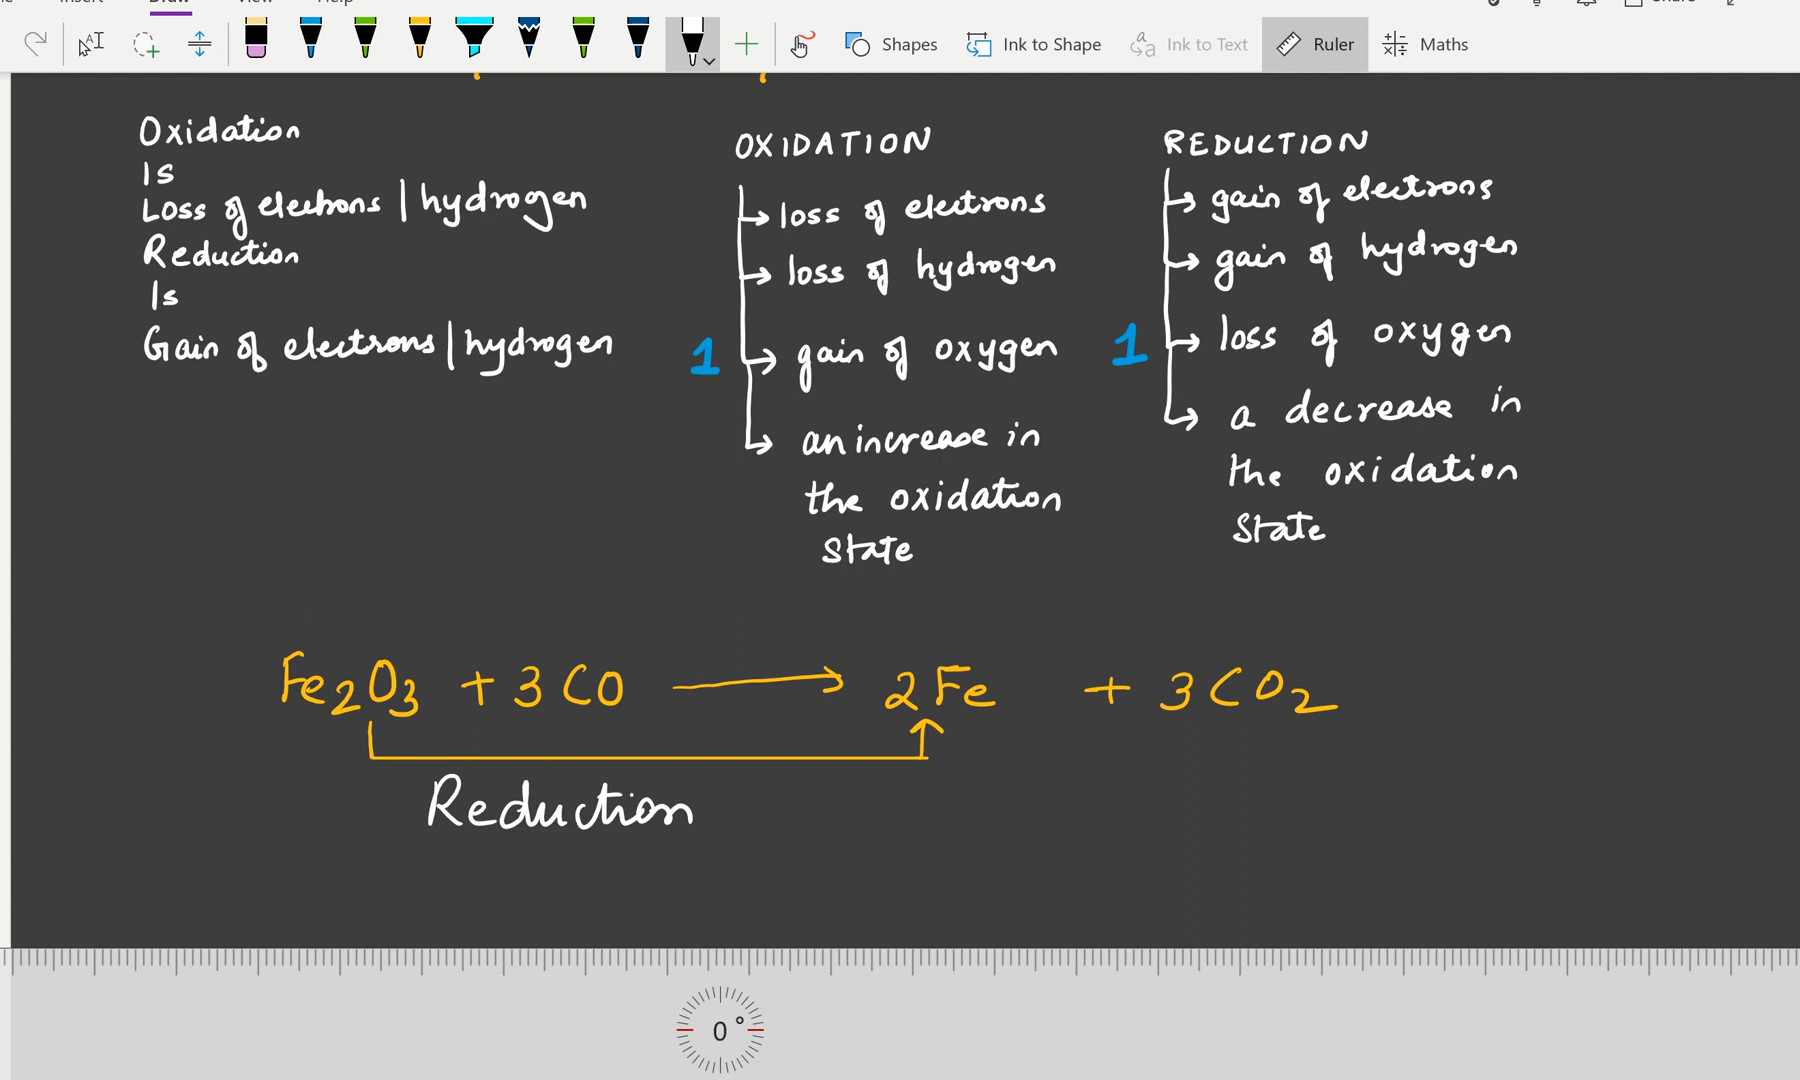 Draw
Shapes
Ink to Shape
Ink to Text
Ruler
Maths
Oxidation
Is
Loss of electrons | hydrogen
Reduction
Is
Gain of electrons | hydrogen
OXIDATION
→ loss of electrons
→ loss of hydrogen
1 → gain of oxygen
→ an increase in
the oxidation
state
REDUCTION
→ gain of electrons
→ gain of hydrogen
1 → loss of oxygen
→ a decrease in
the oxidation
state
Fe2O3 + 3CO → 2Fe + 3CO2
Reduction
0°